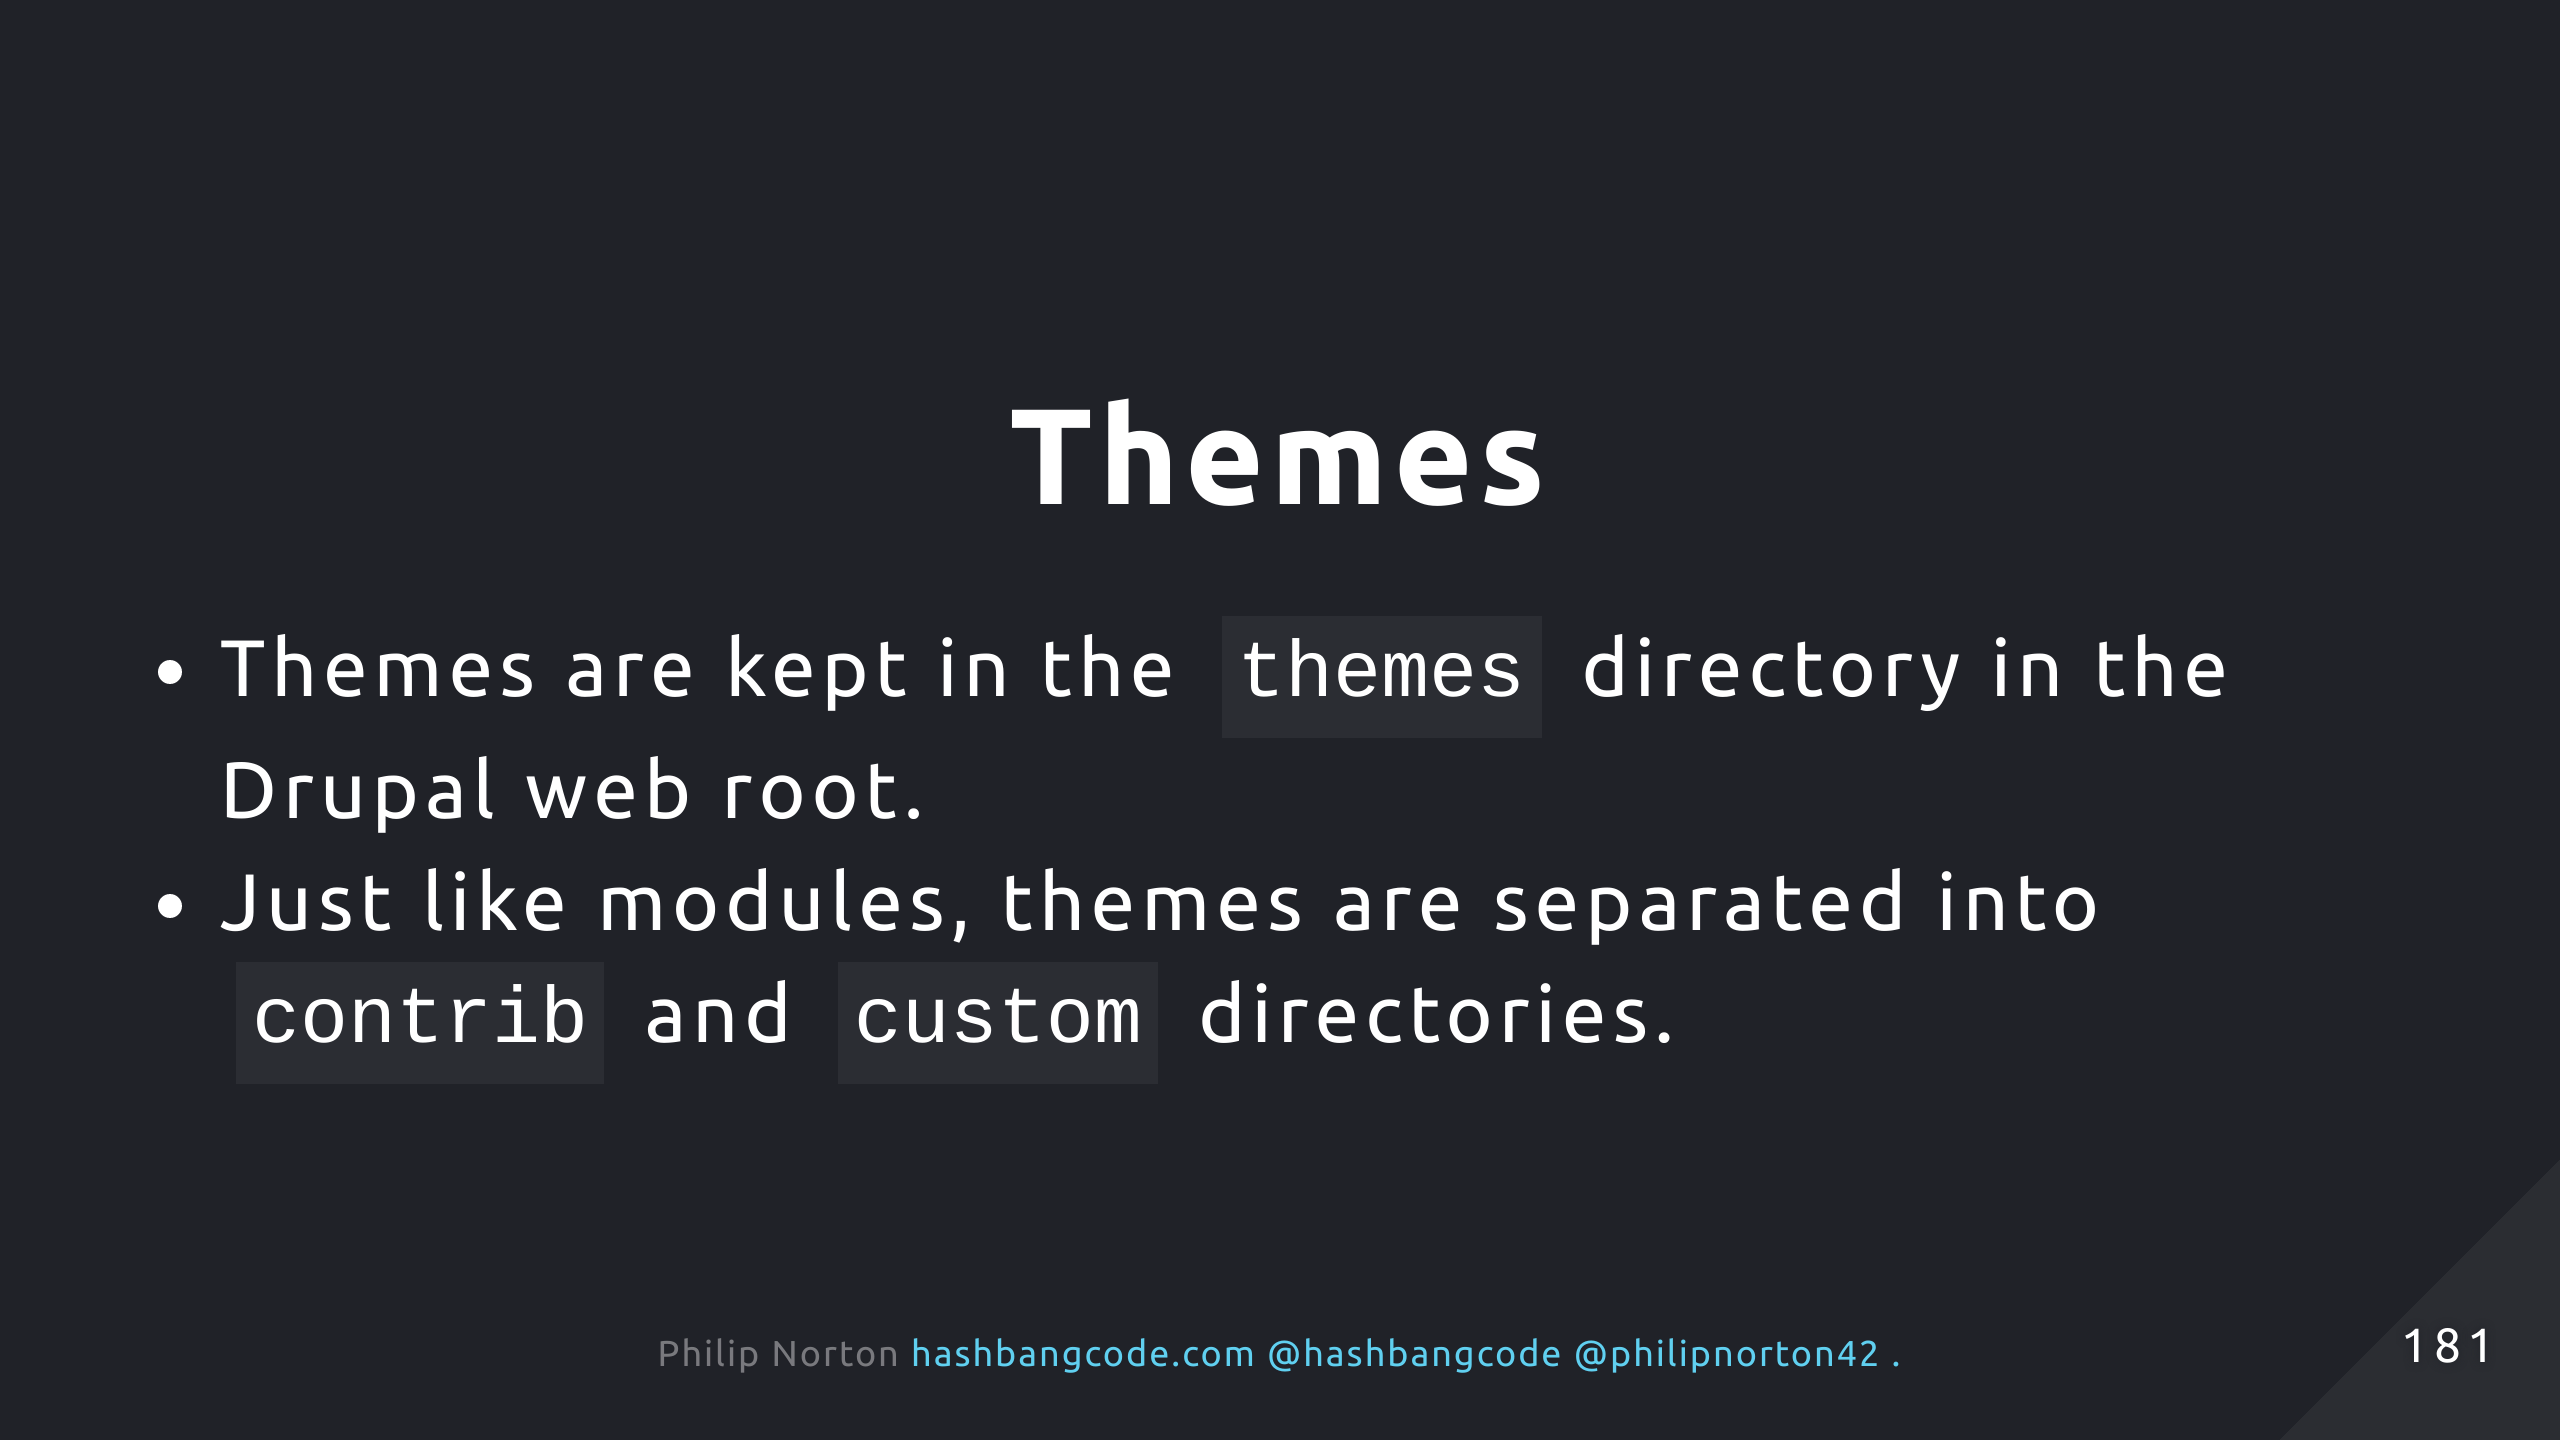 Themes
• Themes are kept in the themes directory in the
Drupal web root.
• Just like modules, themes are separated into
contrib and custom directories.
Philip Norton hashbangcode.com @hashbangcode @philipnorton42 .
181